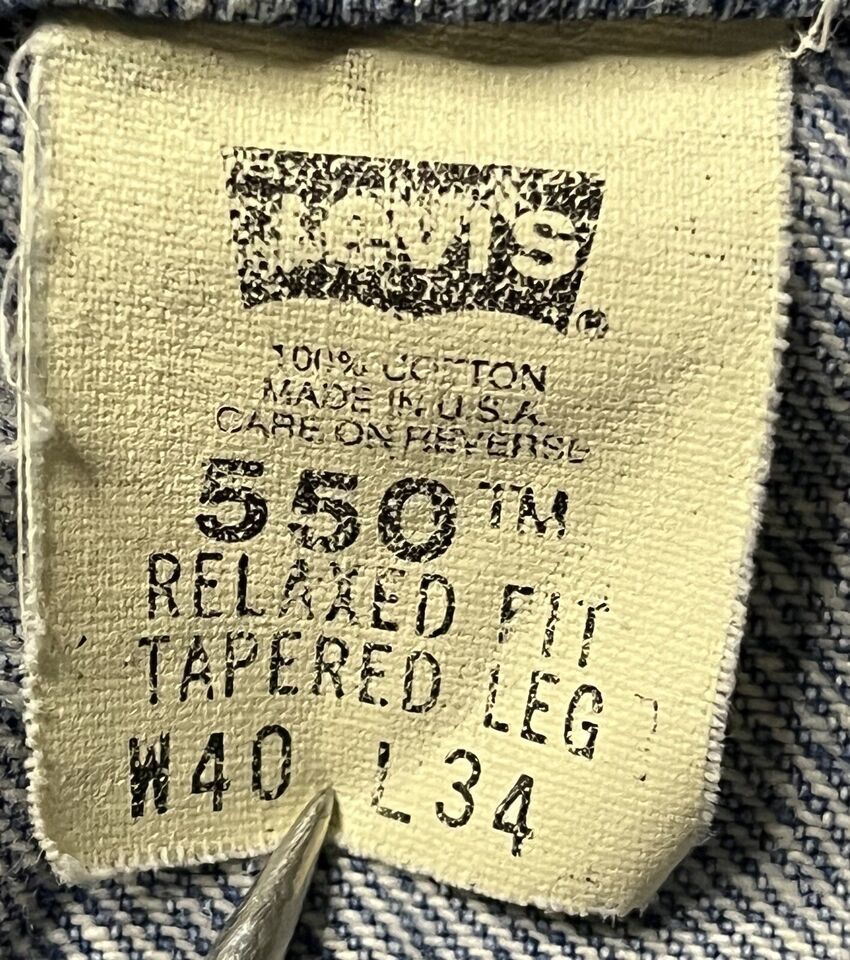 Levi's®
100% COTTON
MADE IN U.S.A.
CARE ON REVERSE
550™
RELAXED FIT
TAPERED LEG
W40 L34